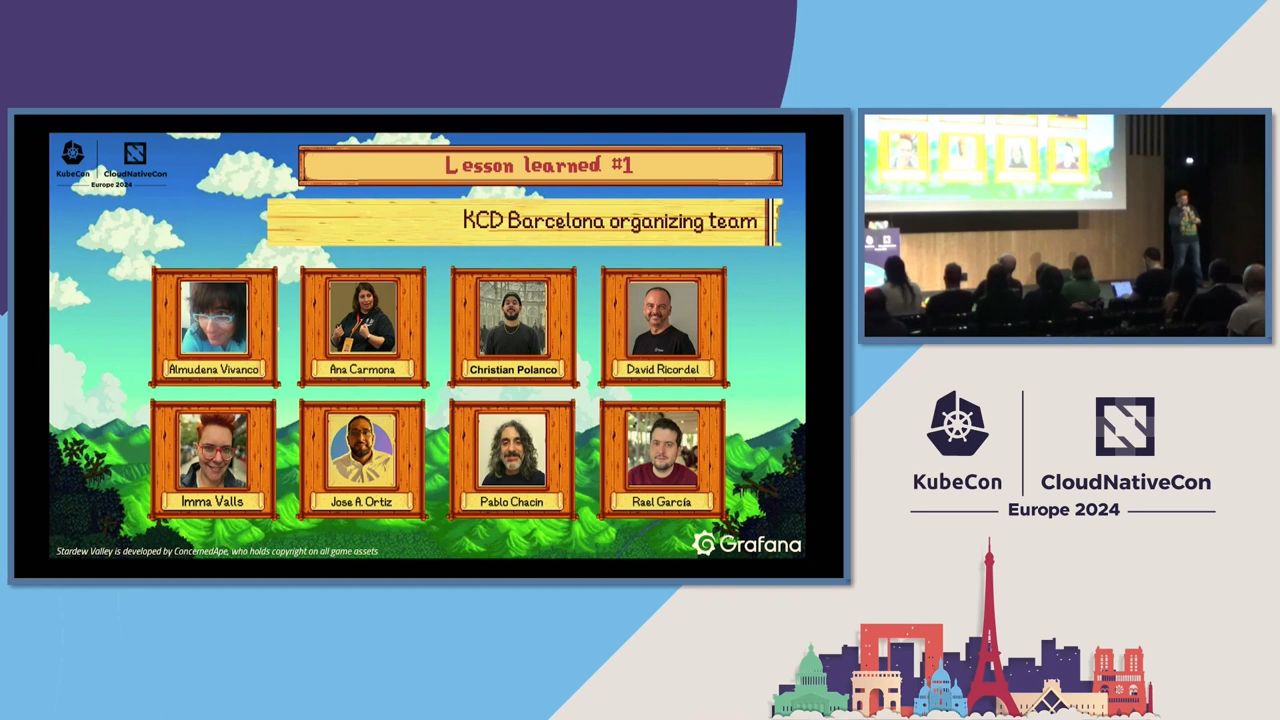 KubeCon
CloudNativeCon
Europe 2024
Lesson learned #1
KCD Barcelona organizing team
Almudena Vivanco
Ana Carmona
Christian Polanco
David Ricordel
Imma Valls
Jose A. Ortiz
Pablo Chacin
Rael García
Stardew Valley is developed by ConcernedApe, who holds copyright on all game assets
Grafana
KubeCon
CloudNativeCon
Europe 2024